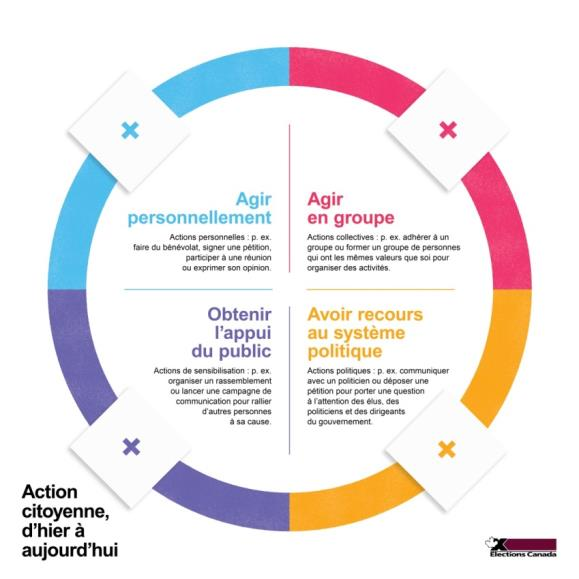 Agir
personnellement
Actions personnelles : p. ex.
faire du bénévolat, signer une pétition,
participer à une réunion
ou exprimer son opinion.
Agir
en groupe
Actions collectives : p. ex. adhérer à un
groupe ou former un groupe de personnes
qui ont les mêmes valeurs que soi pour
organiser des activités.
Obtenir
l'appui
du public
Actions de sensibilisation : p. ex.
organiser un rassemblement
ou lancer une campagne de
communication pour rallier
d'autres personnes
à sa cause.
Avoir recours
au système
politique
Actions politiques : p. ex. communiquer
avec un politicien ou déposer une
pétition pour porter une question
à l'attention des élus, des
politiciens et des dirigeants
du gouvernement.
Action
citoyenne,
d'hier à
aujourd'hui
Elections Canada